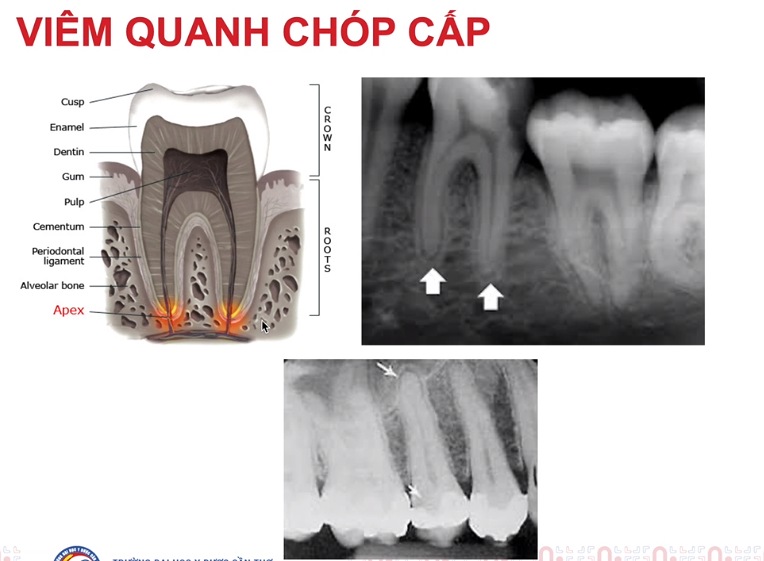 VIÊM QUANH CHÓP CẤP
Cusp
Enamel
Dentin
Gum
Pulp
Cementum
Periodontal
ligament
Alveolar bone
Apex
CROWN
ROOTS